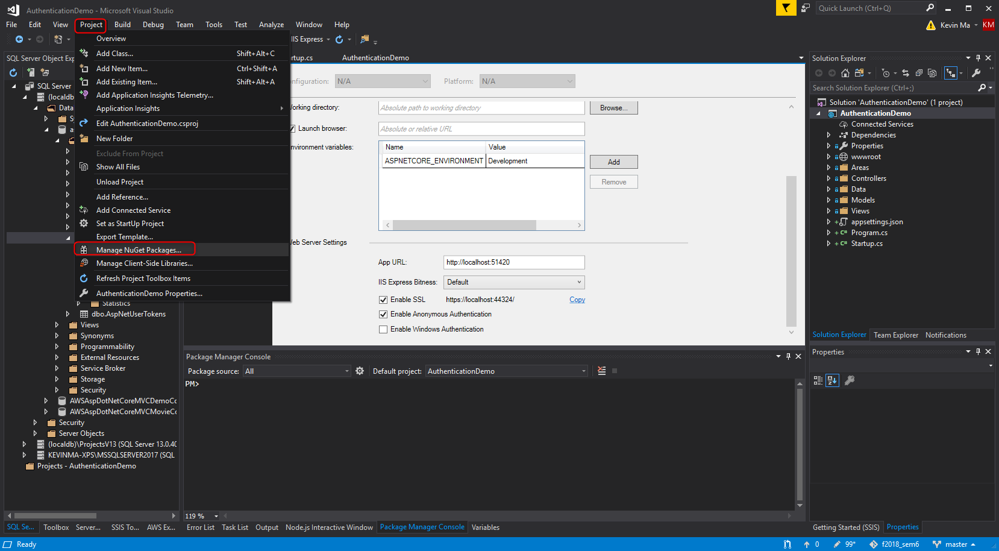 AuthenticationDemo - Microsoft Visual Studio
Quick Launch (Ctrl+Q)
File Edit View Project Build Debug Team Tools Test Analyze Window Help
Kevin Ma KM
IIS Express
SQL Server Object Exp
SQL Server
(localdb
Data
Sy
as
Overview
Add Class... Shift+Alt+C
Add New Item... Ctrl+Shift+A
Add Existing Item... Shift+Alt+A
Add Application Insights Telemetry...
Application Insights
Edit AuthenticationDemo.csproj
New Folder
Exclude From Project
Show All Files
Unload Project
Add Reference...
Add Connected Service
Set as StartUp Project
Export Template...
Manage NuGet Packages...
Manage Client-Side Libraries...
Refresh Project Toolbox Items
AuthenticationDemo Properties...
Statistics
dbo.AspNetUserTokens
Views
Synonyms
Programmability
External Resources
Service Broker
Storage
Security
AWSAspDotNetCoreMVCDemoCo
AWSAspDotNetCoreMVCMovieCo
Security
Server Objects
(localdb)\ProjectsV13 (SQL Server 13.0.40
KEVINMA-XPS\MSSQLSERVER2017 (SQL
Projects - AuthenticationDemo
SQL Se... Toolbox Server... SSIS To... AWS Ex...
rtup.cs AuthenticationDemo
onfiguration: N/A Platform: N/A
orking directory: Absolute path to working directory Browse...
Launch browser: Absolute or relative URL
nvironment variables:
Name Value
ASPNETCORE_ENVIRONMENT Development
Add
Remove
eb Server Settings
App URL: http://localhost:51420
IIS Express Bitness: Default
Enable SSL https://localhost:44324/ Copy
Enable Anonymous Authentication
Enable Windows Authentication
Package Manager Console
Package source: All Default project: AuthenticationDemo
PM>
119 %
Error List Task List Output Node.js Interactive Window Package Manager Console Variables
Solution Explorer
Search Solution Explorer (Ctrl+;)
Solution 'AuthenticationDemo' (1 project)
AuthenticationDemo
Connected Services
Dependencies
Properties
wwwroot
Areas
Controllers
Data
Models
Views
appsettings.json
C# Program.cs
C# Startup.cs
Solution Explorer Team Explorer Notifications
Properties
Getting Started (SSIS) Properties
Ready
0 99* f2018_sem6 master